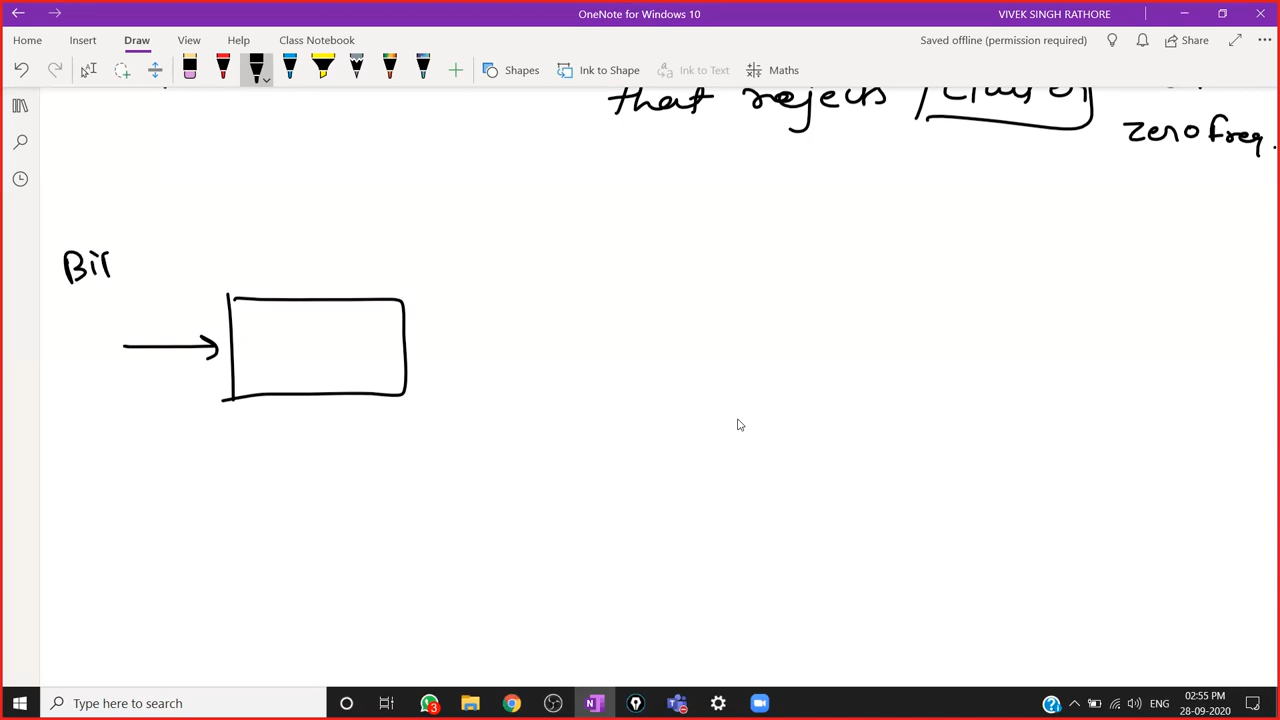 OneNote for Windows 10
VIVEK SINGH RATHORE
Home Insert Draw View Help Class Notebook
Saved offline (permission required)
Share
Shapes
Ink to Shape
Ink to Text
Maths
that rejects
zero freq.
Bi
Type here to search
3
ENG
02:55 PM
28-09-2020